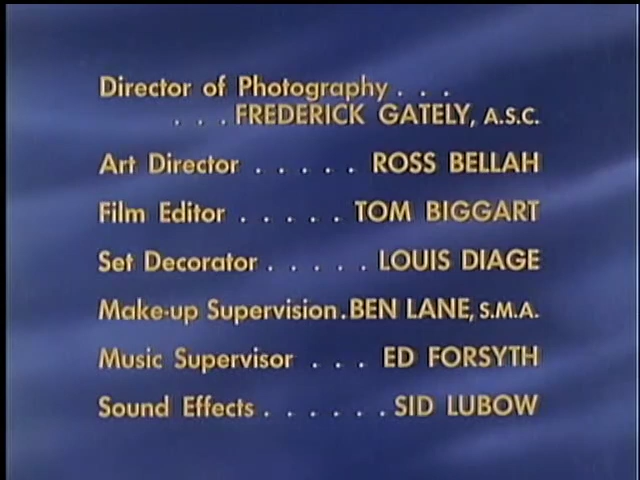 Director of Photography . . .
. . . FREDERICK GATELY, A.S.C.
Art Director . . . . . ROSS BELLAH
Film Editor . . . . . TOM BIGGART
Set Decorator . . . . . LOUIS DIAGE
Make-up Supervision . BEN LANE, S.M.A.
Music Supervisor . . . ED FORSYTH
Sound Effects . . . . . . SID LUBOW